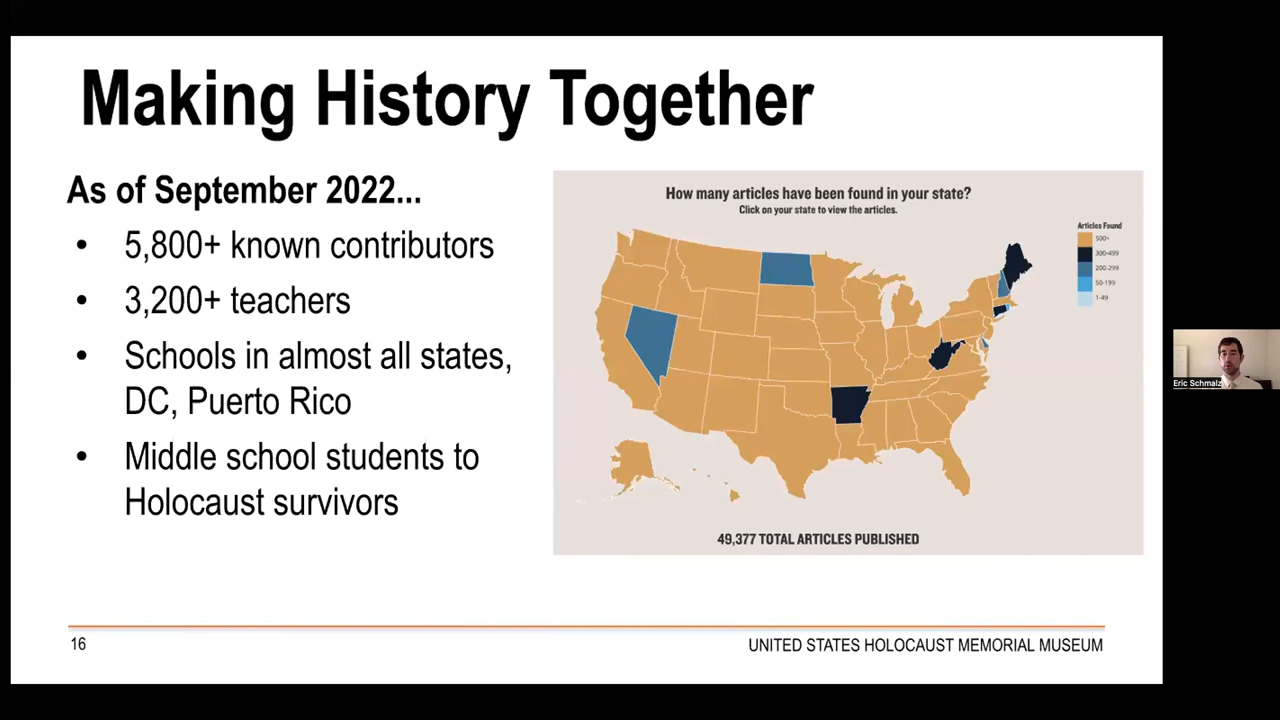 Making History Together
As of September 2022...
• 5,800+ known contributors
• 3,200+ teachers
• Schools in almost all states,
DC, Puerto Rico
• Middle school students to
Holocaust survivors
How many articles have been found in your state?
Click on your state to view the articles.
Articles Found
500+
300-499
200-299
50-199
1-49
49,377 TOTAL ARTICLES PUBLISHED
Eric Schmalz
16
UNITED STATES HOLOCAUST MEMORIAL MUSEUM